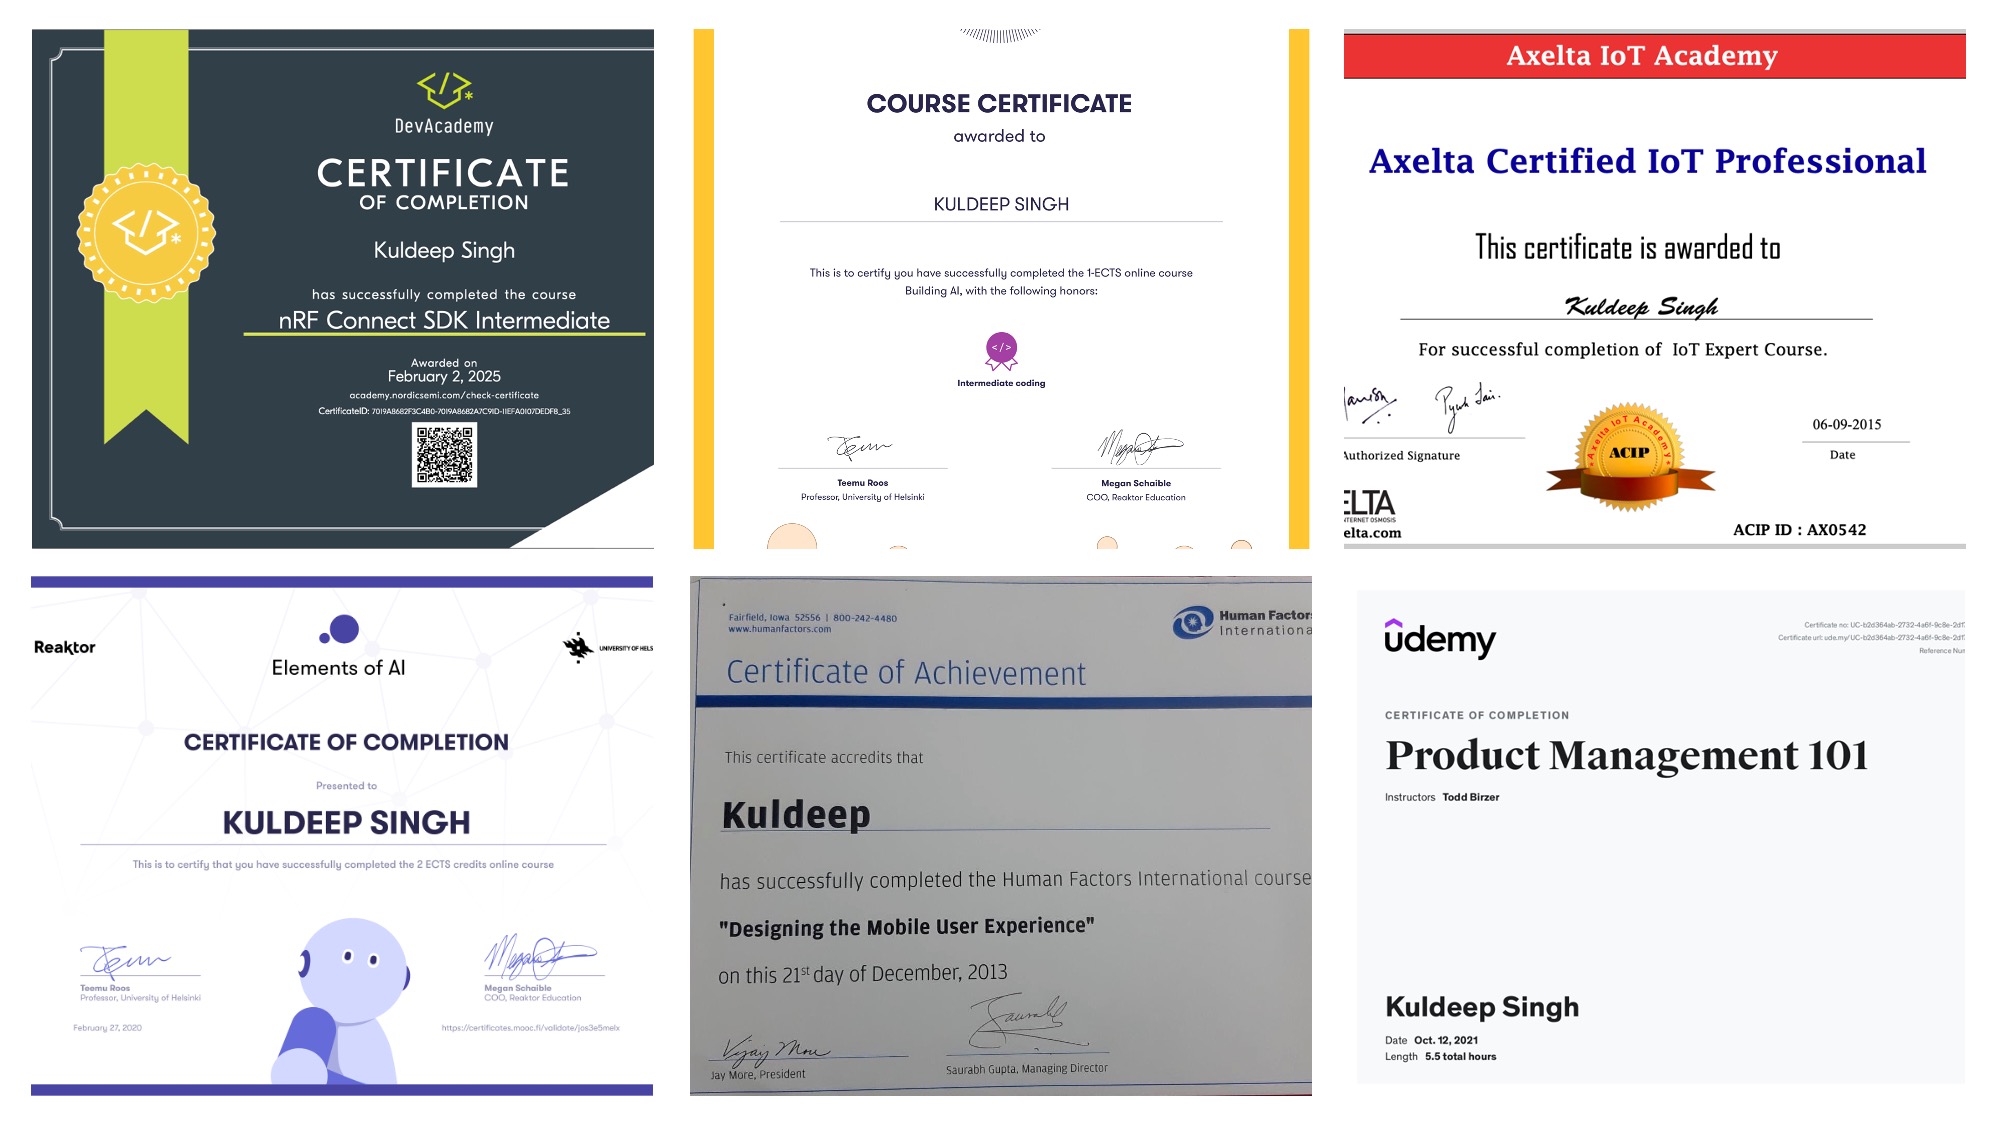 DevAcademy
CERTIFICATE
OF COMPLETION
Kuldeep Singh
has successfully completed the course
nRF Connect SDK Intermediate
Awarded on
February 2, 2025
academy.nordicsemi.com/check-certificate
CertificateID: 7019A8682F3C4B0-7019A8682A7C91D-11EFA0107DEDF8_35
COURSE CERTIFICATE
awarded to
KULDEEP SINGH
This is to certify you have successfully completed the 1-ECTS online course
Building AI, with the following honors:
</>
Intermediate coding
Teemu Roos
Professor, University of Helsinki
Megan Schaible
COO, Reaktor Education
Axelta IoT Academy
Axelta Certified IoT Professional
This certificate is awarded to
Kuldeep Singh
For successful completion of IoT Expert Course.
Authorized Signature
Axelta IoT Academy
ACIP
06-09-2015
Date
ELTA
TERNET OSMOSIS
elta.com
ACIP ID : AX0542
Reaktor
Elements of AI
UNIVERSITY OF HELS
CERTIFICATE OF COMPLETION
Presented to
KULDEEP SINGH
This is to certify that you have successfully completed the 2 ECTS credits online course
Teemu Roos
Professor, University of Helsinki
February 27, 2020
Megan Schaible
COO, Reaktor Education
https://certificates.mooc.fi/validate/jos3e5melx
Fairfield, Iowa 52556 | 800-242-4480
www.humanfactors.com
Human Factors
Internationa
Certificate of Achievement
This certificate accredits that
Kuldeep
has successfully completed the Human Factors International course
"Designing the Mobile User Experience"
on this 21st day of December, 2013
Vijay More
Jay More, President
Saurabh Gupta, Managing Director
udemy
Certificate no: UC-b2d364ab-2732-4a6f-9c8e-2d1
Certificate url: ude.my/UC-b2d364ab-2732-4a6f-9c8e-2d1
Reference Num
CERTIFICATE OF COMPLETION
Product Management 101
Instructors Todd Birzer
Kuldeep Singh
Date Oct. 12, 2021
Length 5.5 total hours